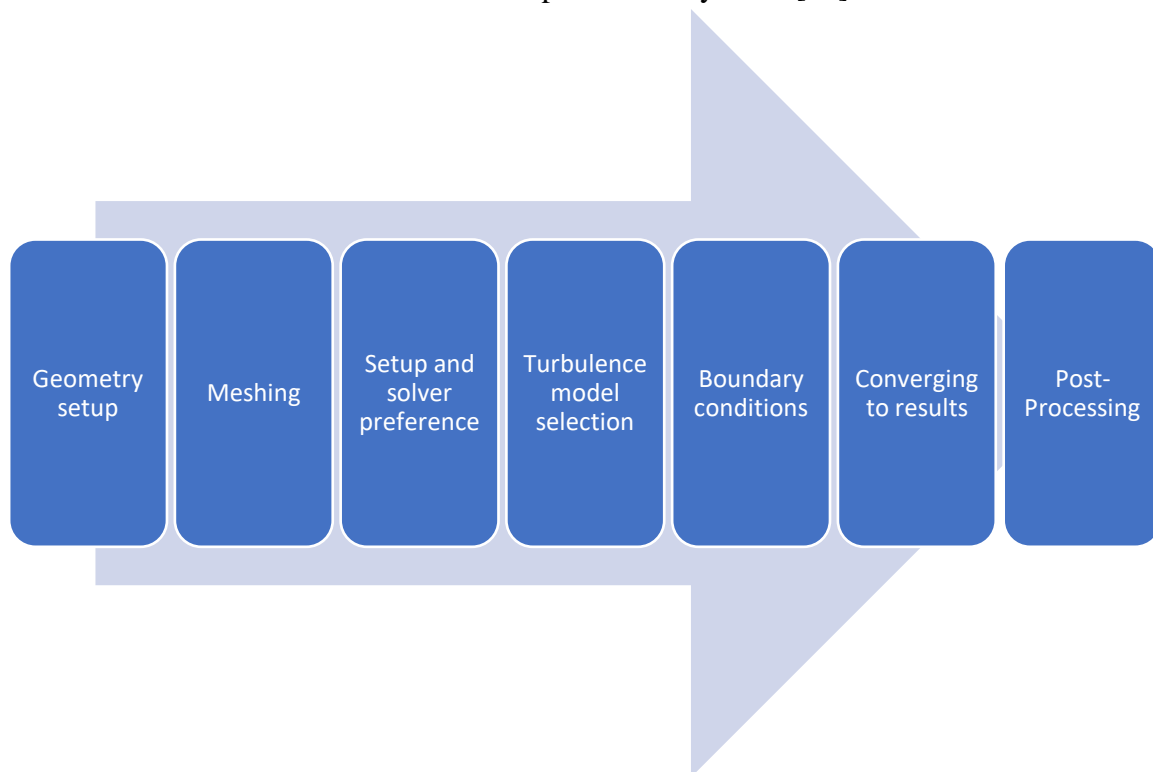 Geometry
setup
Meshing
Setup and
solver
preference
Turbulence
model
selection
Boundary
conditions
Converging
to results
Post-
Processing